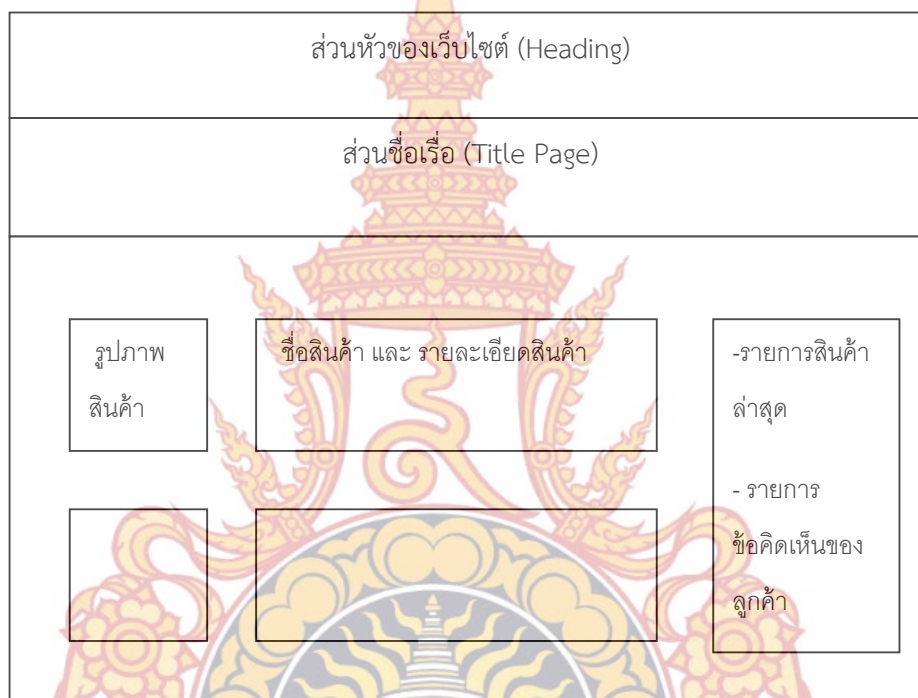 ส่วนหัวของเว็บไซต์ (Heading)
ส่วนชื่อเรื่อ (Title Page)
รูปภาพ
สินค้า
ชื่อสินค้า และ รายละเอียดสินค้า
-รายการสินค้า
ล่าสุด
- รายการ
ข้อคิดเห็นของ
ลูกค้า